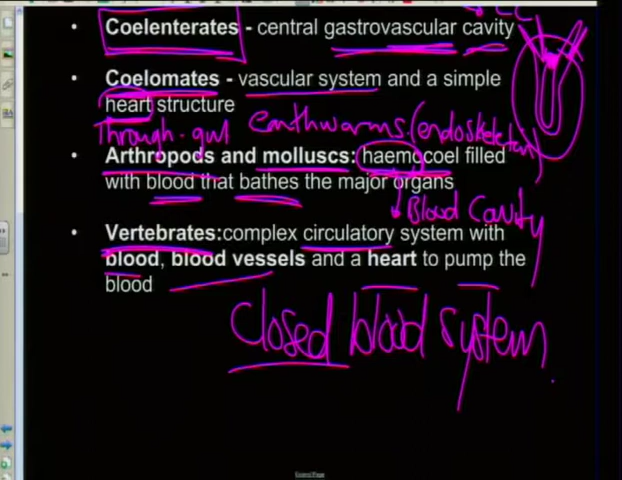 • Coelenterates - central gastrovascular cavity
• Coelomates - vascular system and a simple
heart structure
Through-gut earthworms. (endoskeleton)
• Arthropods and molluscs: haemocoel filled
with blood that bathes the major organs
Blood Cavity
• Vertebrates:complex circulatory system with
blood, blood vessels and a heart to pump the
blood
closed blood system.